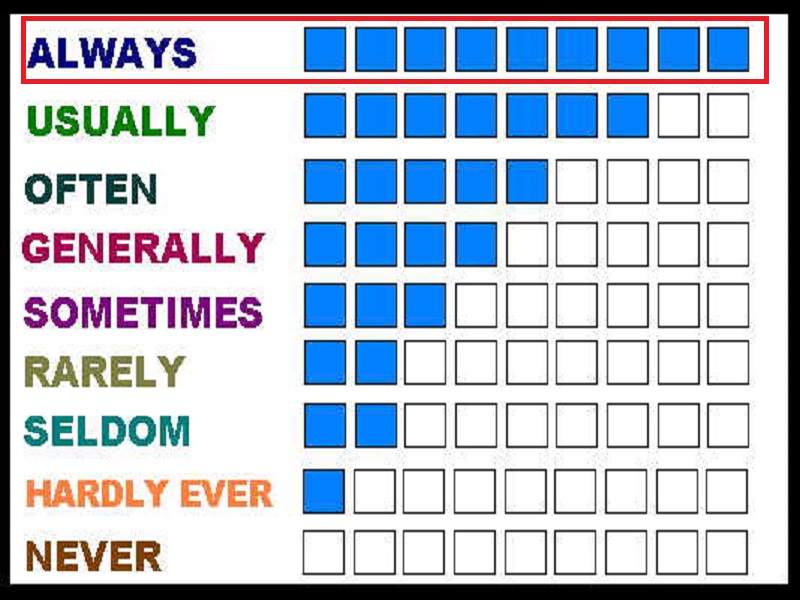 ALWAYS
USUALLY
OFTEN
GENERALLY
SOMETIMES
RARELY
SELDOM
HARDLY EVER
NEVER